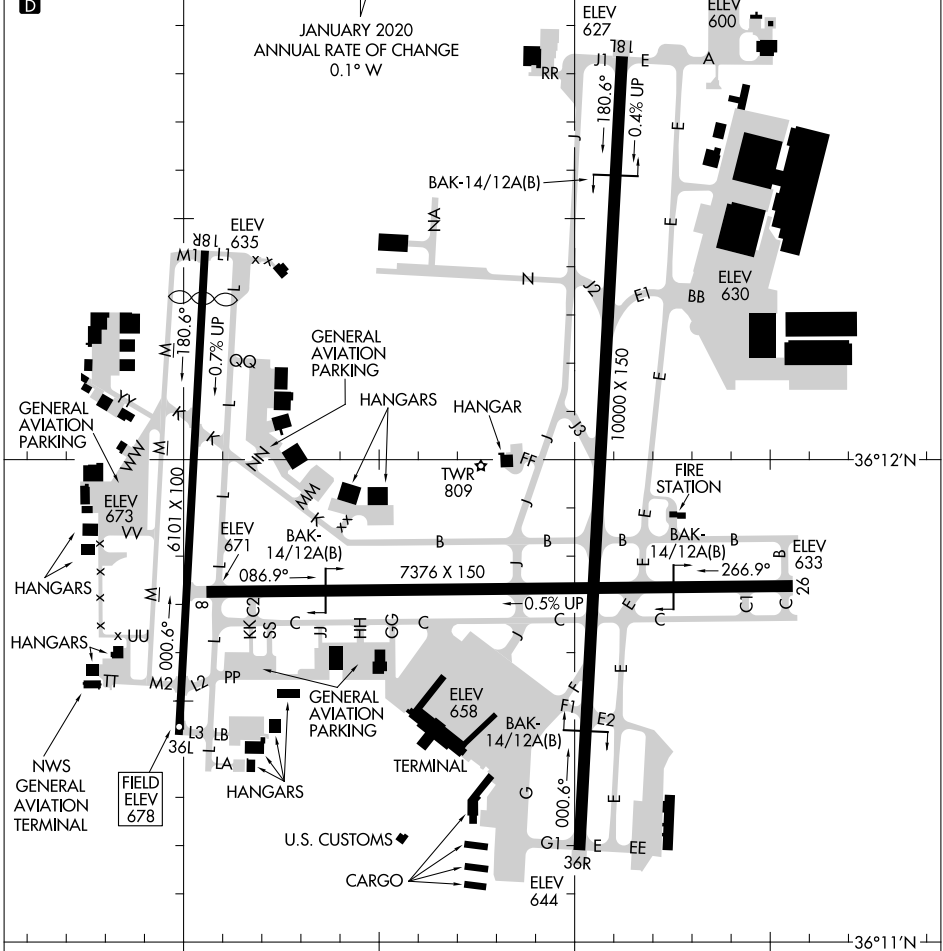 D
JANUARY 2020
ANNUAL RATE OF CHANGE
0.1° W
ELEV
627
18L
ELEV
600
J1
E
A
RR
180.6°
0.4% UP
J
E
BAK-14/12A(B)
NA
E
ELEV
635
18R
M1
L1
x x
N
J2
E1
BB
ELEV
630
L
180.6°
0.7% UP
M
QQ
GENERAL
AVIATION
PARKING
10000 X 150
E
YY
K
L
HANGARS
HANGAR
GENERAL
AVIATION
PARKING
K
J
J3
M
WW
NN
FF
36°12'N
TWR
809
FIRE
STATION
ELEV
673
6101 X 100
L
MM
K
x x
J
E
VV
ELEV
671
BAK-
14/12A(B)
B
B
B
BAK-
14/12A(B)
B
B
ELEV
633
HANGARS
x
L
086.9°
7376 X 150
J
E
266.9°
x
M
8
26
C2
0.5% UP
E
C1
C
x
000.6°
KK
SS
C
JJ
HH
GG
C
C
C
HANGARS
x
UU
L
J
TT
M2
L2
PP
E
F
GENERAL
AVIATION
PARKING
ELEV
658
F1
E2
BAK-
14/12A(B)
L3
LB
36L
L
LA
TERMINAL
NWS
GENERAL
AVIATION
TERMINAL
FIELD
ELEV
678
HANGARS
G
000.6°
E
U.S. CUSTOMS
G1
E
EE
36R
CARGO
ELEV
644
36°11'N